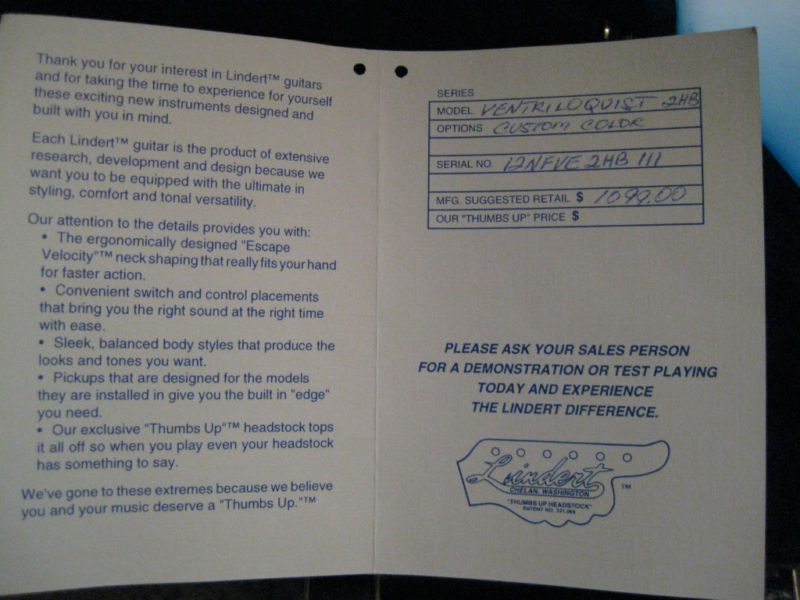 Thank you for your interest in Lindert™ guitars
and for taking the time to experience for yourself
these exciting new instruments designed and
built with you in mind.
Each Lindert™ guitar is the product of extensive
research, development and design because we
want you to be equipped with the ultimate in
styling, comfort and tonal versatility.
Our attention to the details provides you with:
• The ergonomically designed "Escape
Velocity"™ neck shaping that really fits your hand
for faster action.
• Convenient switch and control placements
that bring you the right sound at the right time
with ease.
• Sleek, balanced body styles that produce the
looks and tones you want.
• Pickups that are designed for the models
they are installed in give you the built in "edge"
you need.
• Our exclusive "Thumbs Up"™ headstock tops
it all off so when you play even your headstock
has something to say.
We've gone to these extremes because we believe
you and your music deserve a "Thumbs Up."™
SERIES
MODEL VENTRILOQUIST 2HB
OPTIONS CUSTOM COLOR
SERIAL NO. 12NFVE 2HB 111
MFG. SUGGESTED RETAIL $ 1099.00
OUR "THUMBS UP" PRICE $
PLEASE ASK YOUR SALES PERSON
FOR A DEMONSTRATION OR TEST PLAYING
TODAY AND EXPERIENCE
THE LINDERT DIFFERENCE.
Lindert
CHELAN, WASHINGTON
"THUMBS UP HEADSTOCK"
PATENT NO.
TM